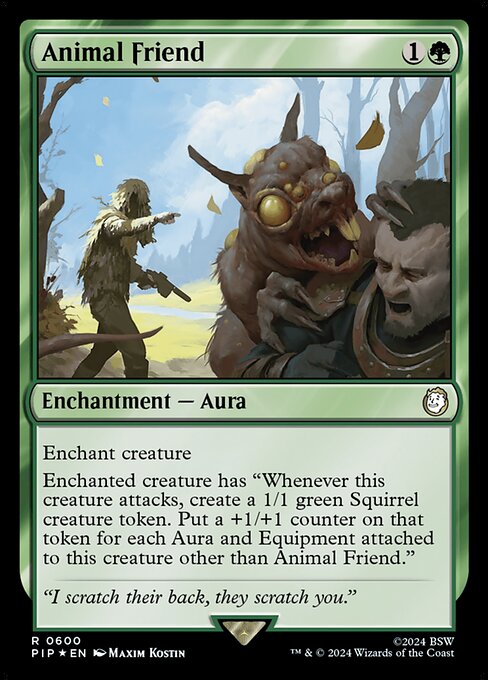 Animal Friend 1
Enchantment — Aura
Enchant creature
Enchanted creature has “Whenever this
creature attacks, create a 1/1 green Squirrel
creature token. Put a +1/+1 counter on that
token for each Aura and Equipment attached
to this creature other than Animal Friend.”
“I scratch their back, they scratch you.”
R 0600
PIP★EN Maxim Kostin
©2024 BSW
™ & © 2024 Wizards of the Coast